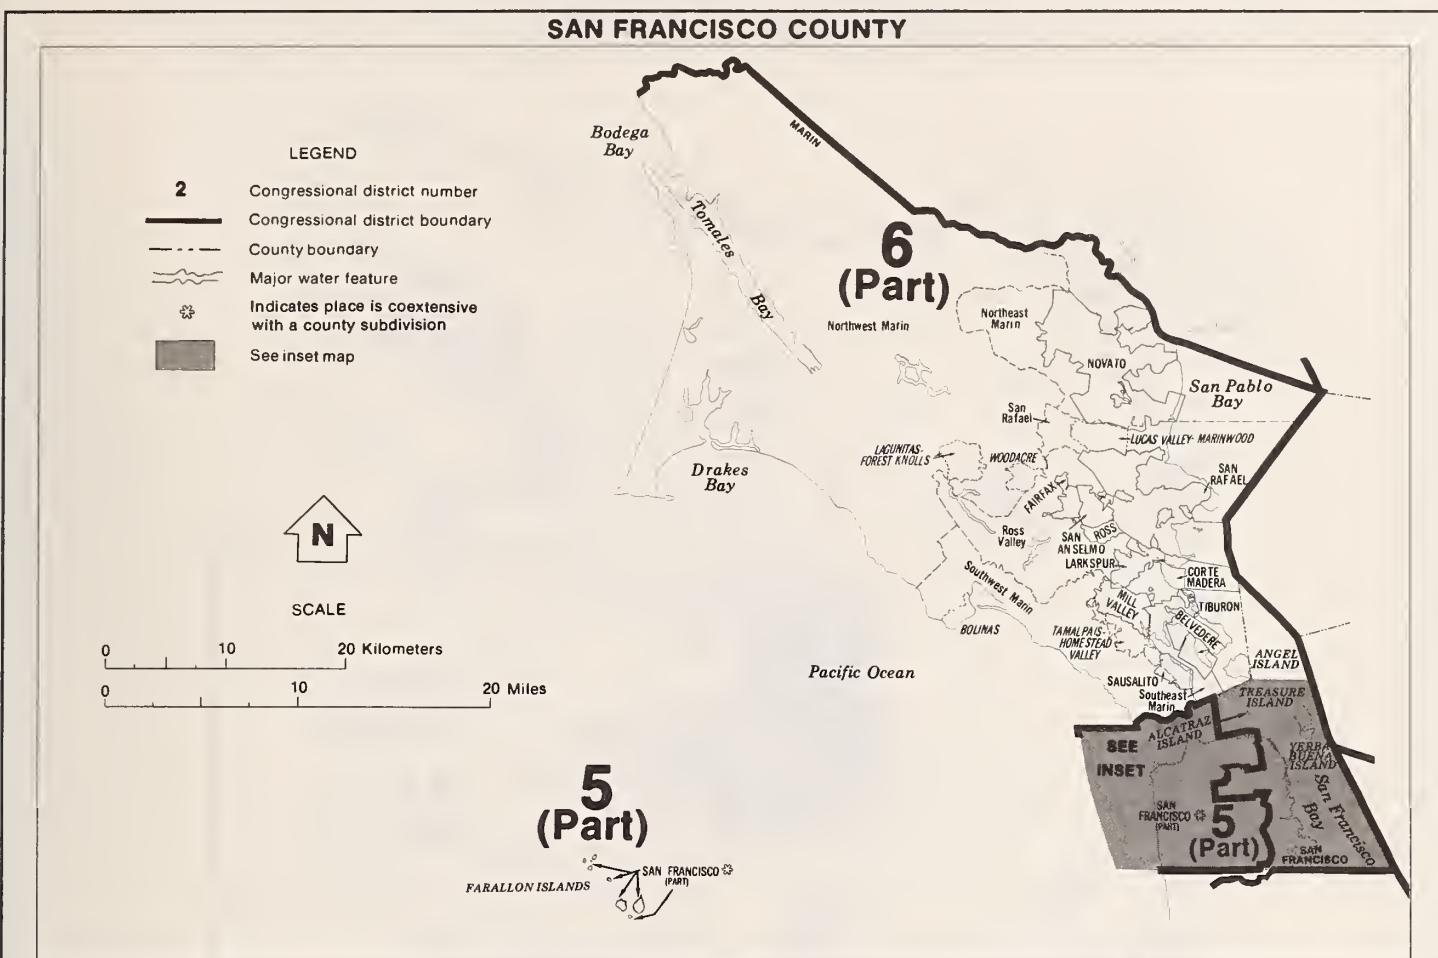 SAN FRANCISCO COUNTY
LEGEND
2 Congressional district number
Congressional district boundary
County boundary
Major water feature
Indicates place is coextensive
with a county subdivision
See inset map
N
SCALE
0 10 20 Kilometers
0 10 20 Miles
Bodega
Bay
MARIN
Tomales
Bay
6
(Part)
Northwest Marin
Northeast
Marin
NOVATO
San Pablo
Bay
San
Rafael
LUCAS VALLEY-MARINWOOD
LAGUNITAS-
FOREST KNOLLS
WOODACRE
SAN
RAFAEL
Drakes
Bay
FAIRFAX
Ross
Valley
SAN
ANSELMO
ROSS
LARKSPUR
CORTE
MADERA
Southwest Marin
MILL
VALLEY
TIBURON
BELVEDERE
BOLINAS
TAMALPAIS-
HOMESTEAD
VALLEY
ANGEL
ISLAND
Pacific Ocean
SAUSALITO
Southeast
Marin
TREASURE
ISLAND
ALCATRAZ
ISLAND
SEE
INSET
YERBA
BUENA
ISLAND
San Francisco
Bay
SAN
FRANCISCO
(PART)
5
(Part)
SAN
FRANCISCO
5
(Part)
SAN FRANCISCO
(PART)
FARALLON ISLANDS